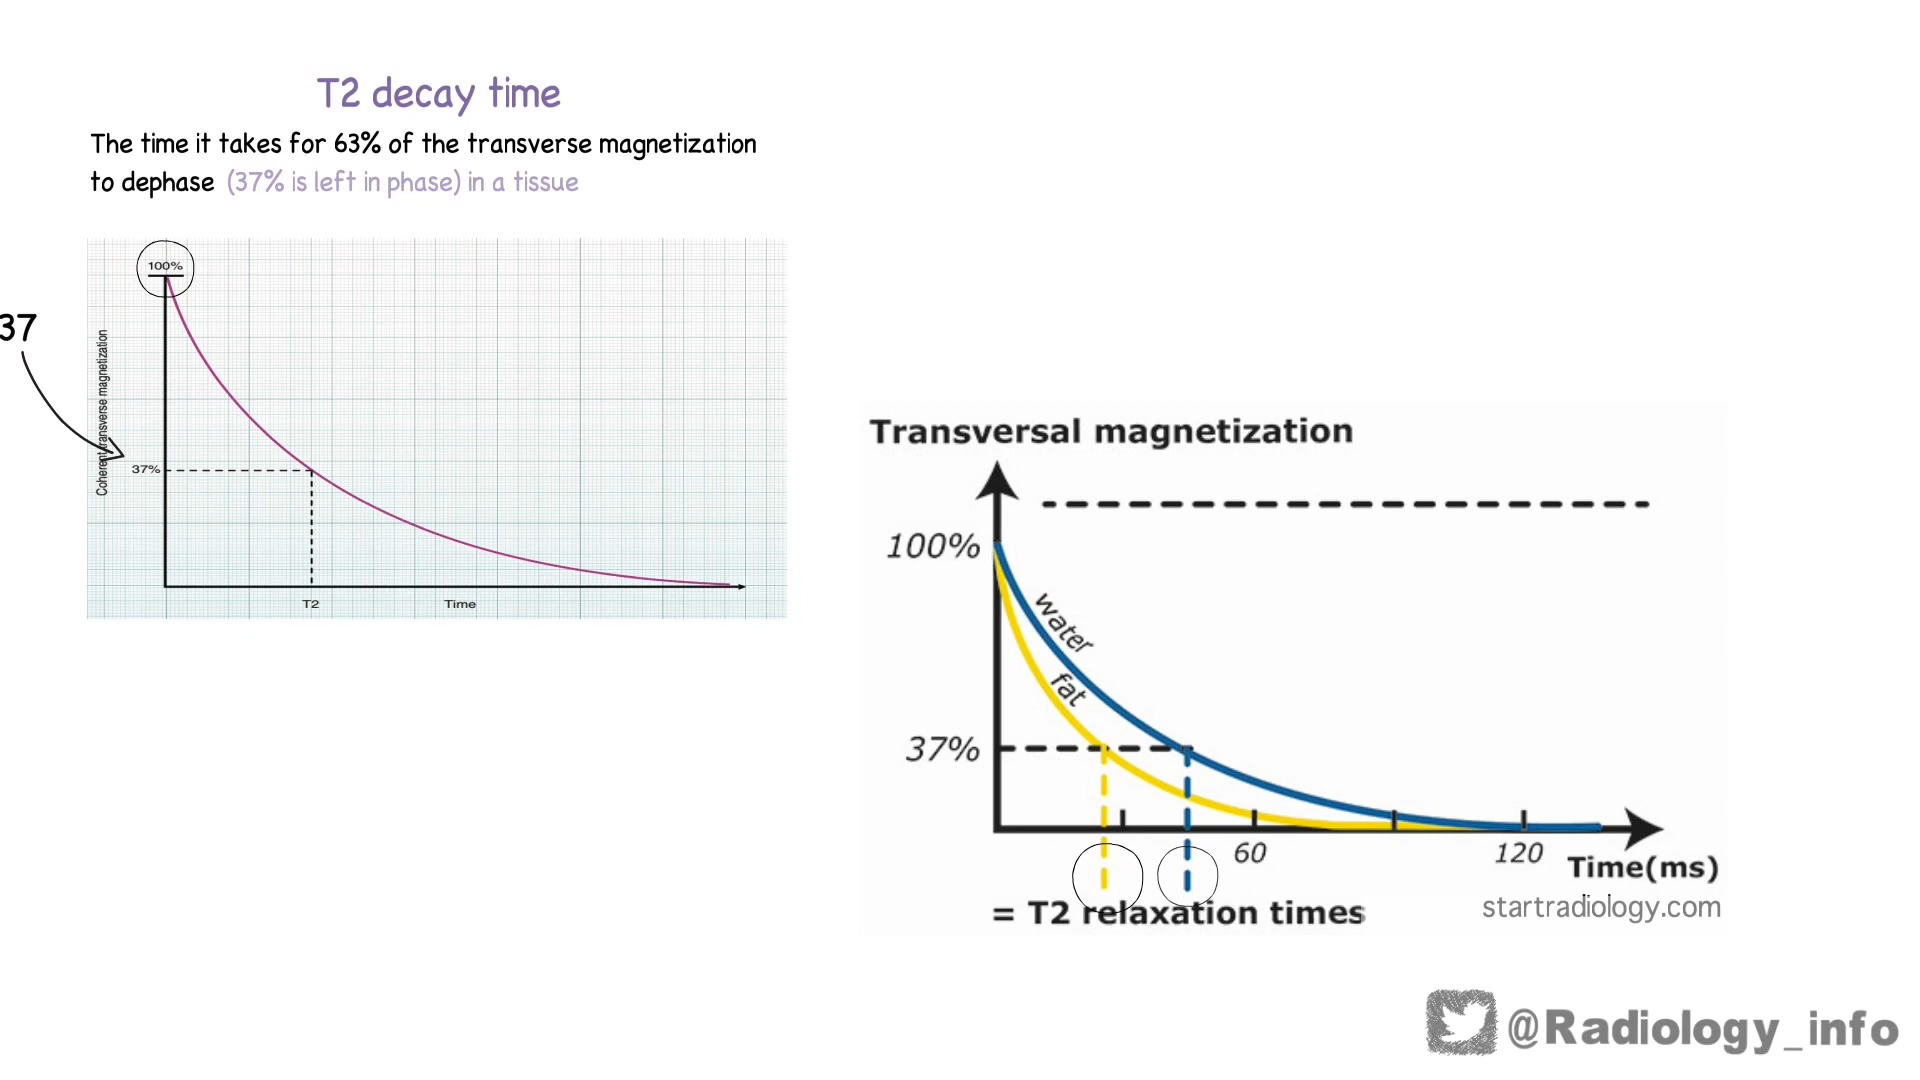 T2 decay time
The time it takes for 63% of the transverse magnetization
to dephase (37% is left in phase) in a tissue
100%
37
Coherent transverse magnetization
37%
T2
Time
Transversal magnetization
100%
water
fat
37%
60
120
Time(ms)
= T2 relaxation times
startradiology.com
@Radiology_info